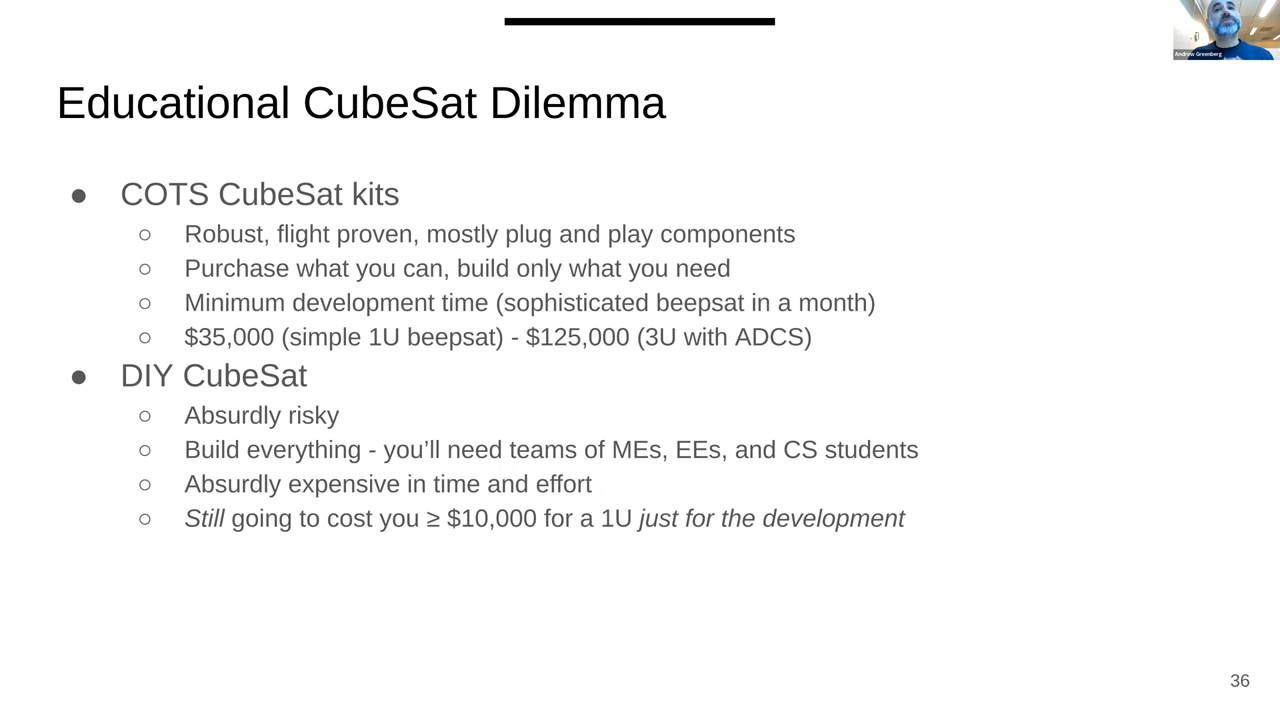 Andrew Greenberg
Educational CubeSat Dilemma
● COTS CubeSat kits
○ Robust, flight proven, mostly plug and play components
○ Purchase what you can, build only what you need
○ Minimum development time (sophisticated beepsat in a month)
○ $35,000 (simple 1U beepsat) - $125,000 (3U with ADCS)
● DIY CubeSat
○ Absurdly risky
○ Build everything - you’ll need teams of MEs, EEs, and CS students
○ Absurdly expensive in time and effort
○ Still going to cost you ≥ $10,000 for a 1U just for the development
36